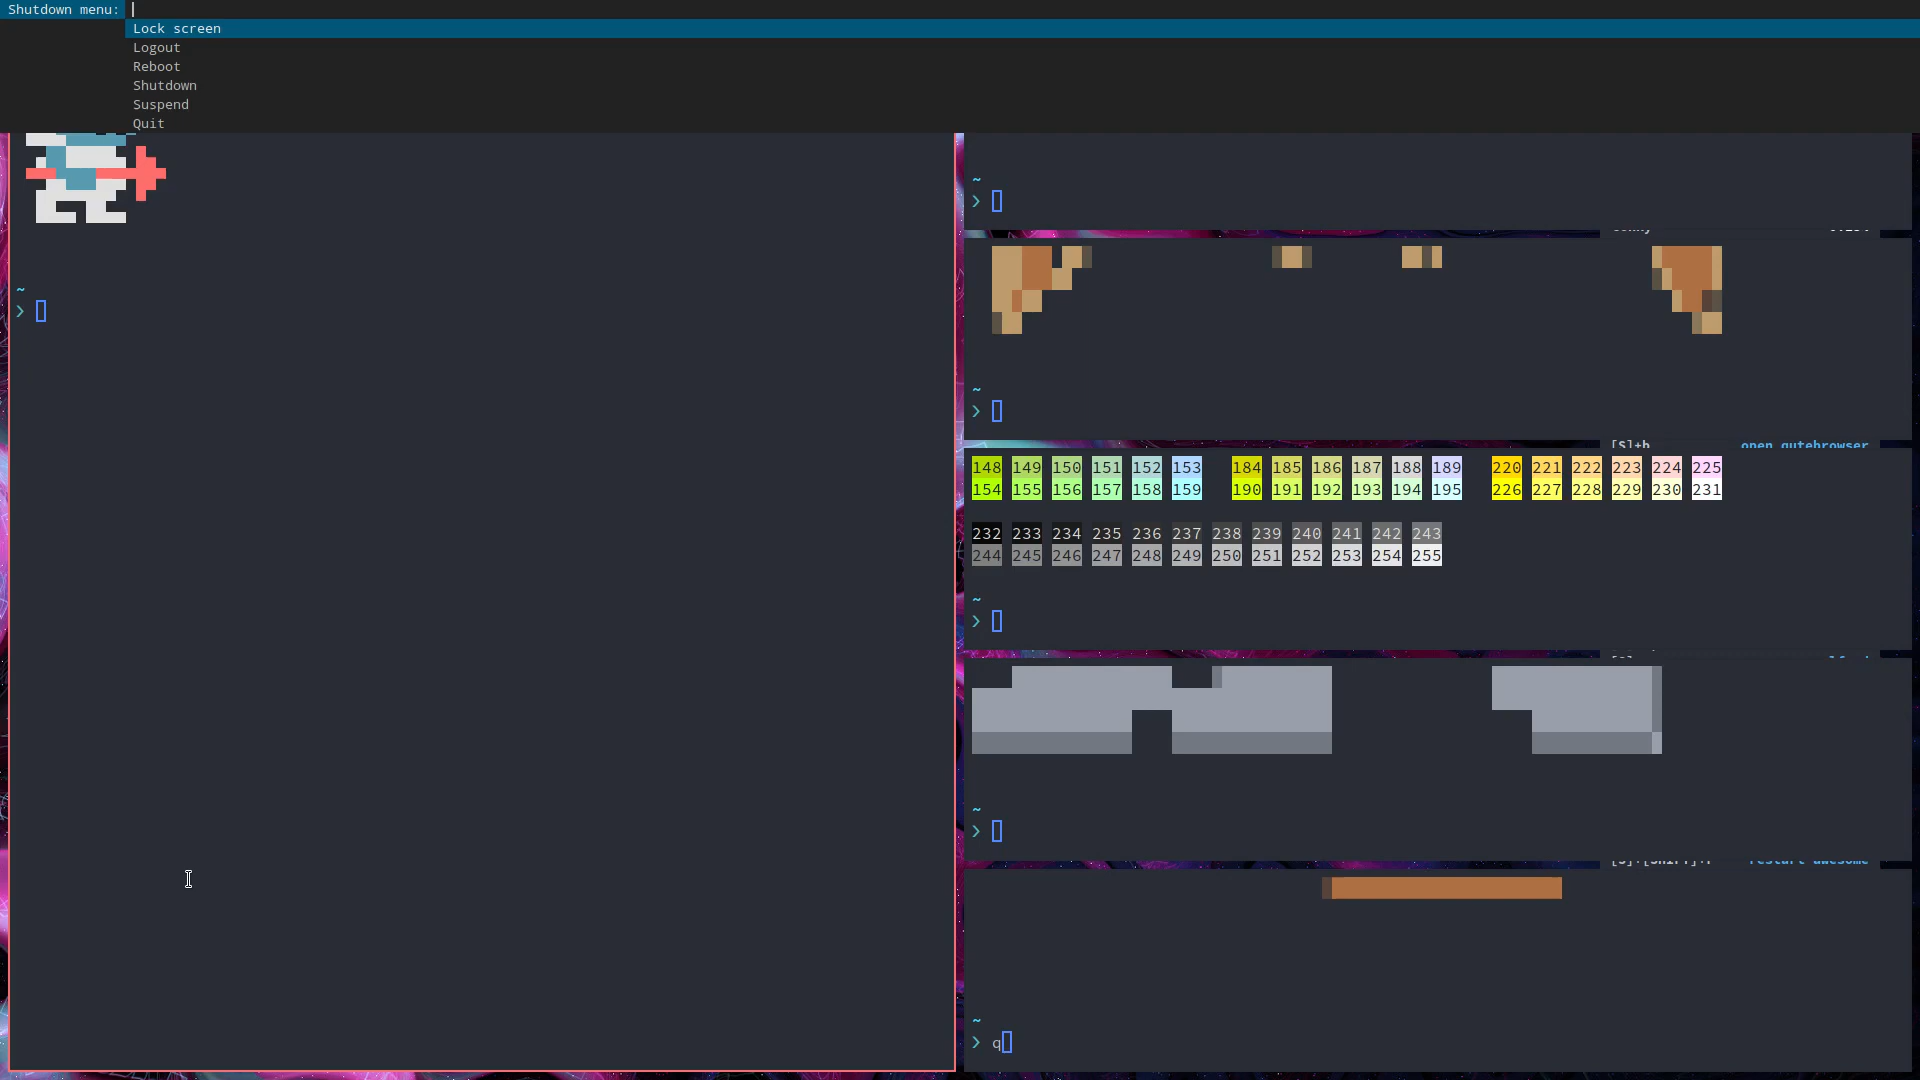 Shutdown menu:
Lock screen
Logout
Reboot
Shutdown
Suspend
Quit
~
❯
~
❯
~
❯
[S]+b open qutebrowser
148 149 150 151 152 153 184 185 186 187 188 189 220 221 222 223 224 225
154 155 156 157 158 159 190 191 192 193 194 195 226 227 228 229 230 231
232 233 234 235 236 237 238 239 240 241 242 243
244 245 246 247 248 249 250 251 252 253 254 255
~
❯
~
❯
[S]+[Shift]+r restart awesome
~
❯ q